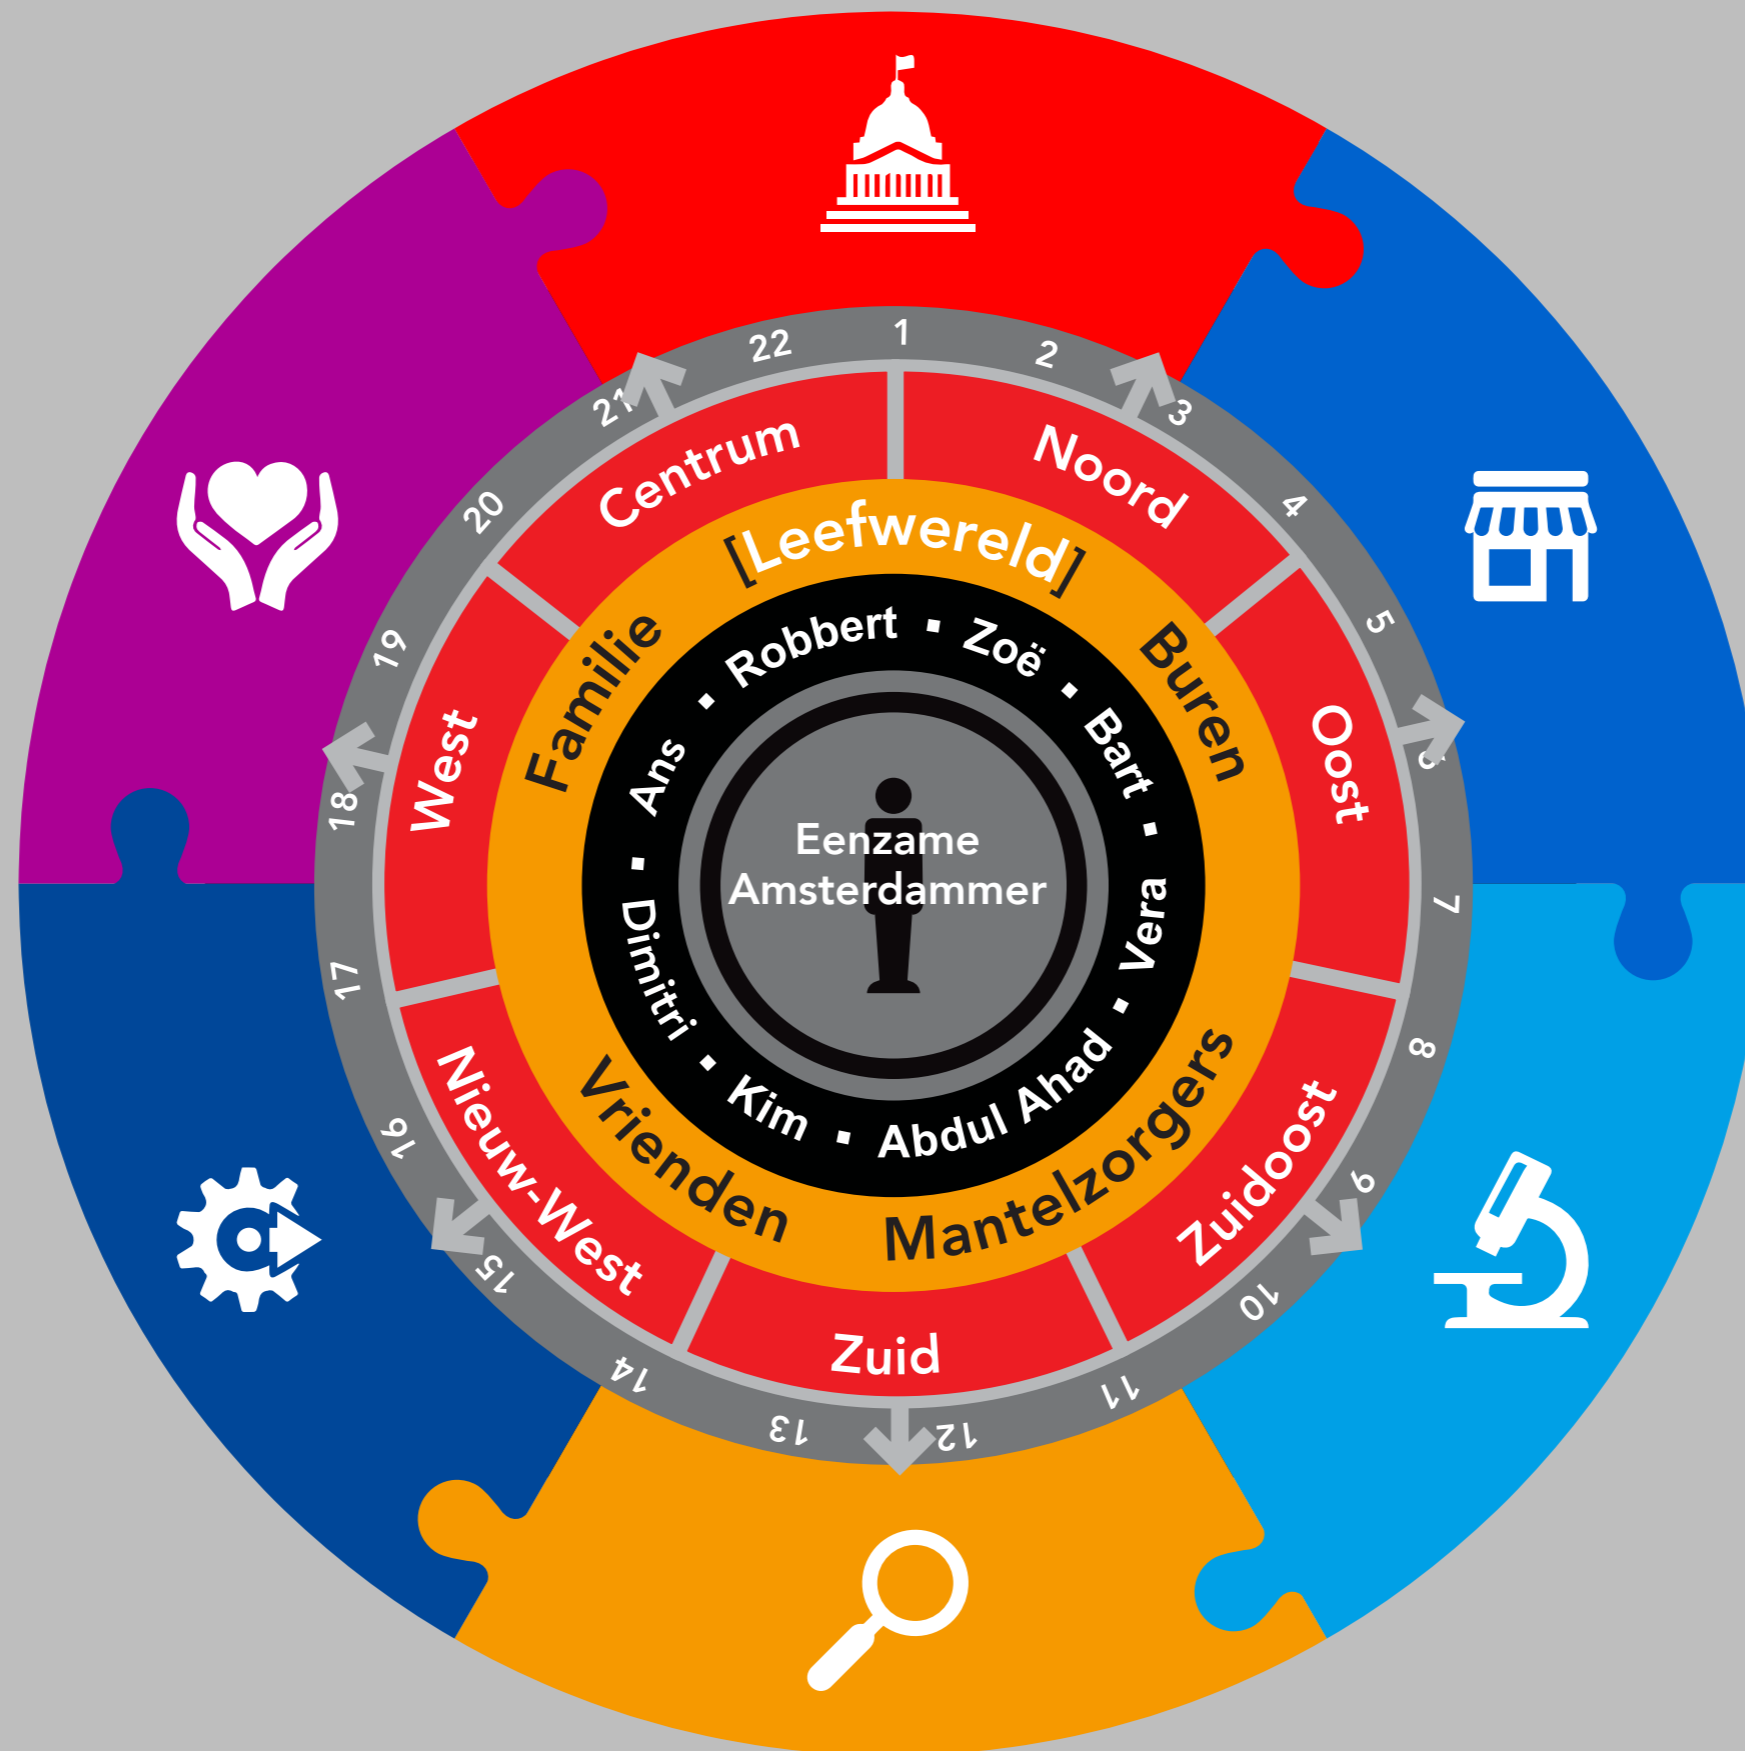 1
2
3
4
5
6
7
8
9
10
11
12
13
14
15
16
17
18
19
20
21
22
Centrum
Noord
Oost
Zuidoost
Zuid
Nieuw-West
West
[Leefwereld]
Buren
Mantelzorgers
Vrienden
Familie
Robbert ▪ Zoë ▪ Bart ▪ Vera ▪ Abdul Ahad ▪ Kim ▪ Dimitri ▪ Ans ▪
Eenzame
Amsterdammer